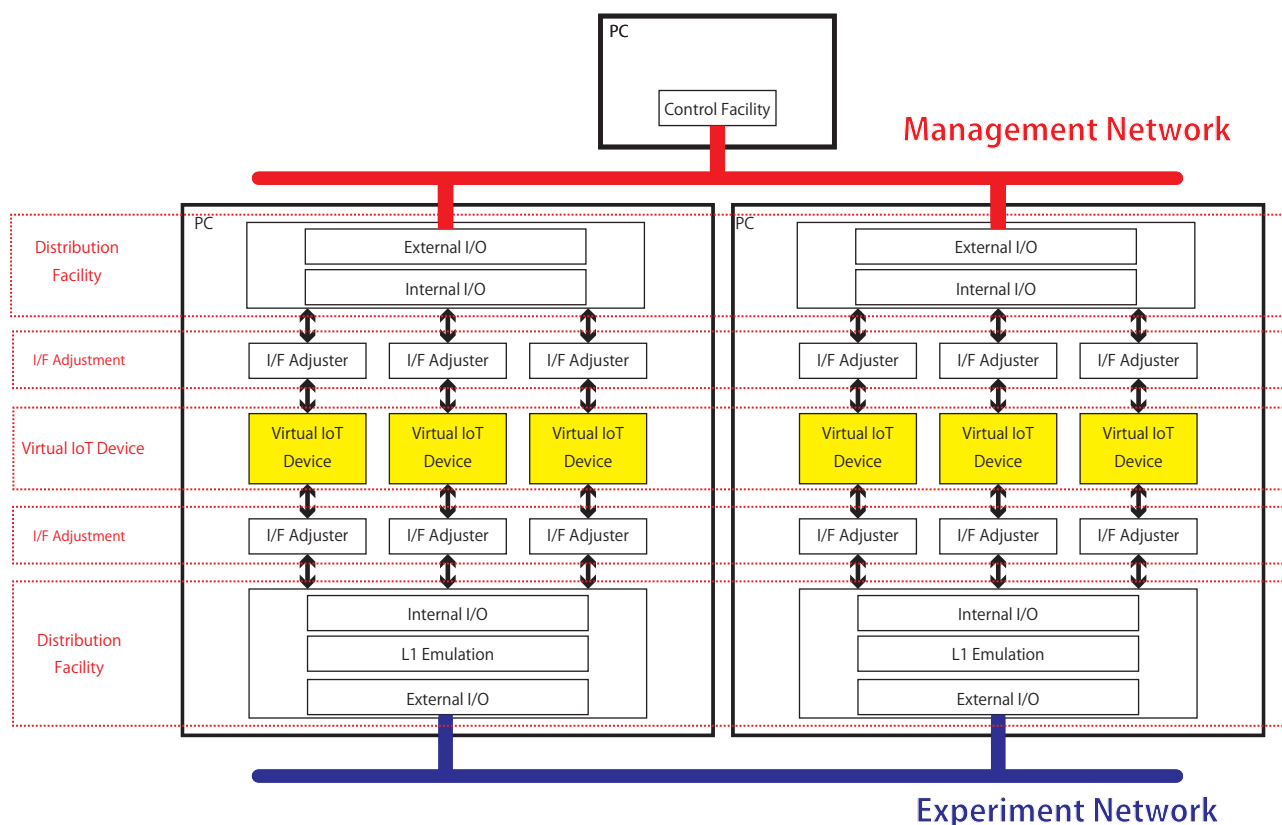 PC
Control Facility
Management Network
PC
PC
Distribution
Facility
External I/O
External I/O
Internal I/O
Internal I/O
I/F Adjustment
I/F Adjuster
I/F Adjuster
I/F Adjuster
I/F Adjuster
I/F Adjuster
I/F Adjuster
Virtual IoT Device
Virtual IoT
Device
Virtual IoT
Device
Virtual IoT
Device
Virtual IoT
Device
Virtual IoT
Device
Virtual IoT
Device
I/F Adjustment
I/F Adjuster
I/F Adjuster
I/F Adjuster
I/F Adjuster
I/F Adjuster
I/F Adjuster
Distribution
Facility
Internal I/O
Internal I/O
L1 Emulation
L1 Emulation
External I/O
External I/O
Experiment Network